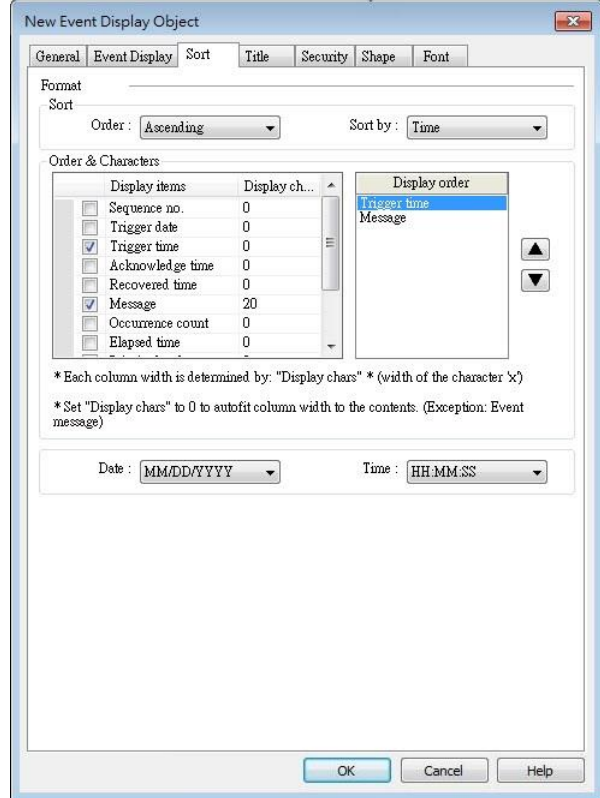 New Event Display Object
General Event Display Sort Title Security Shape Font
Format
Sort
Order : Ascending Sort by : Time
Order & Characters
Display items Display ch... Display order
Sequence no. 0 Trigger time
Trigger date 0 Message
Trigger time 0
Acknowledge time 0
Recovered time 0
Message 20
Occurrence count 0
Elapsed time 0
* Each column width is determined by: "Display chars" * (width of the character 'x')
* Set "Display chars" to 0 to autofit column width to the contents. (Exception: Event
message)
Date : MM/DD/YYYY Time : HH:MM:SS
OK Cancel Help